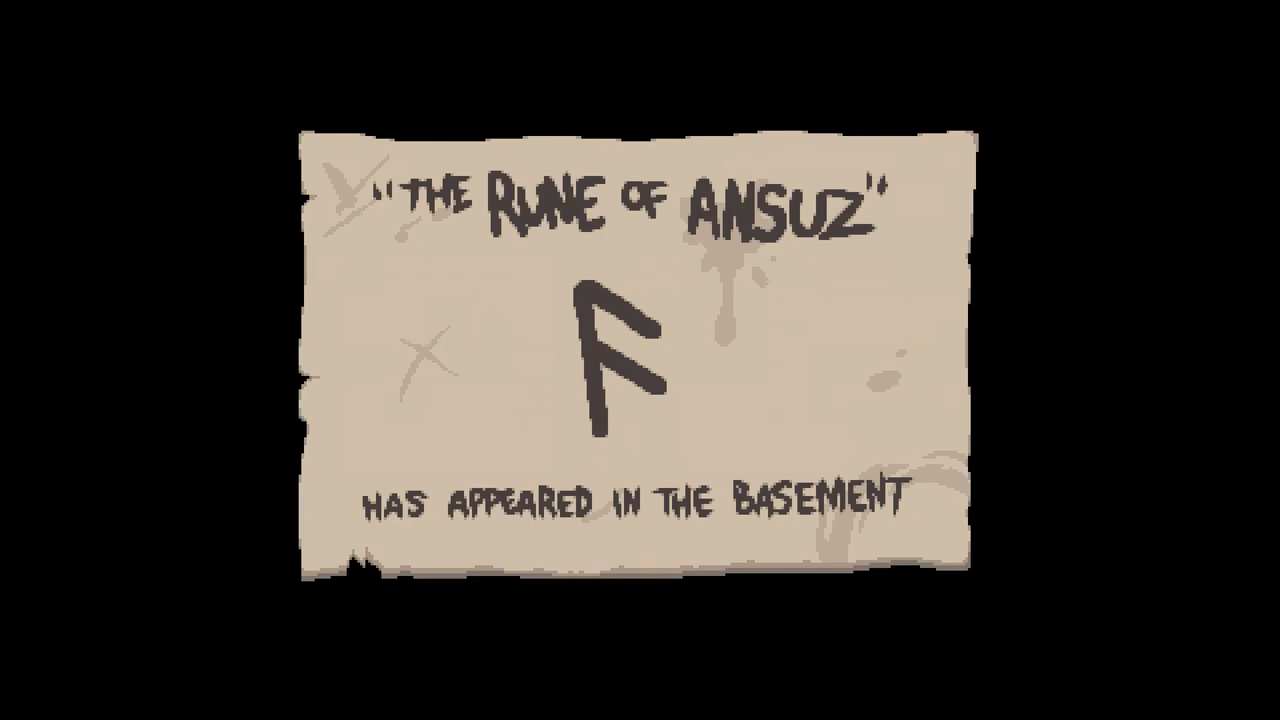 "THE RUNE OF ANSUZ"
ᚨ
HAS APPEARED IN THE BASEMENT